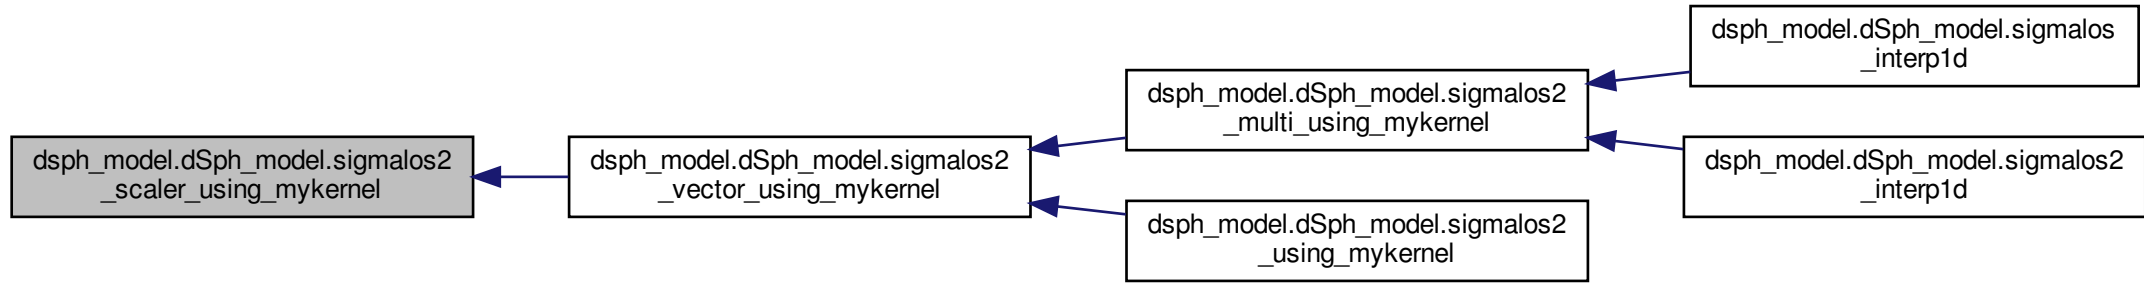 dsph_model.dSph_model.sigmalos2
_scaler_using_mykernel
dsph_model.dSph_model.sigmalos2
_vector_using_mykernel
dsph_model.dSph_model.sigmalos2
_multi_using_mykernel
dsph_model.dSph_model.sigmalos
_interp1d
dsph_model.dSph_model.sigmalos2
_interp1d
dsph_model.dSph_model.sigmalos2
_using_mykernel